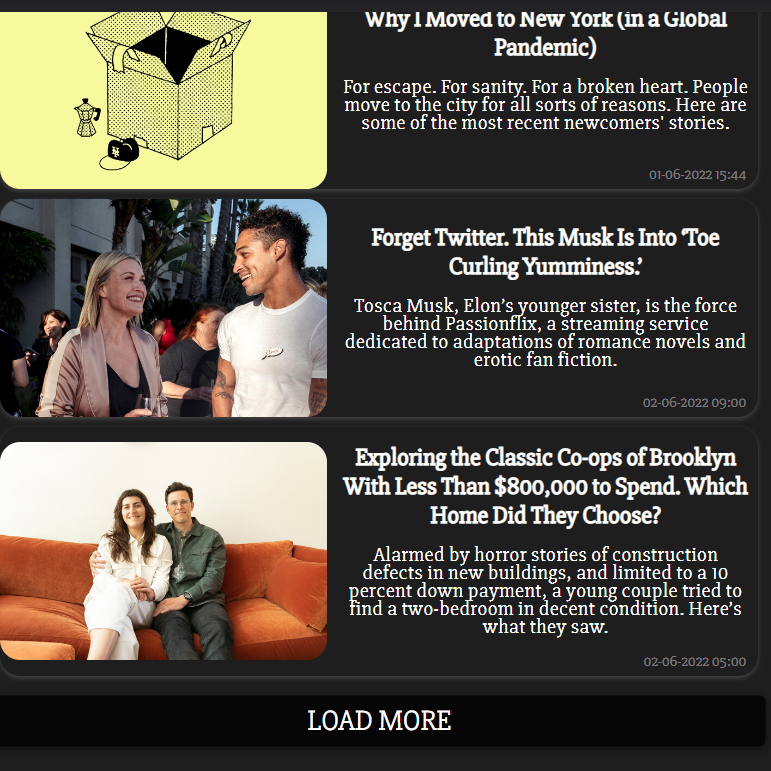 Why I Moved to New York (in a Global
Pandemic)
For escape. For sanity. For a broken heart. People
move to the city for all sorts of reasons. Here are
some of the most recent newcomers' stories.
01-06-2022 15:44
Forget Twitter. This Musk Is Into ‘Toe
Curling Yumminess.’
Tosca Musk, Elon’s younger sister, is the force
behind Passionflix, a streaming service
dedicated to adaptations of romance novels and
erotic fan fiction.
02-06-2022 09:00
Exploring the Classic Co-ops of Brooklyn
With Less Than $800,000 to Spend. Which
Home Did They Choose?
Alarmed by horror stories of construction
defects in new buildings, and limited to a 10
percent down payment, a young couple tried to
find a two-bedroom in decent condition. Here’s
what they saw.
02-06-2022 05:00
LOAD MORE